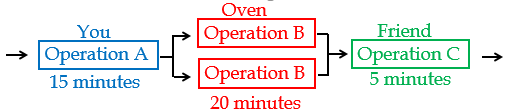 Oven
You
Operation B
Friend
Operation A
Operation C
15 minutes
Operation B
5 minutes
20 minutes